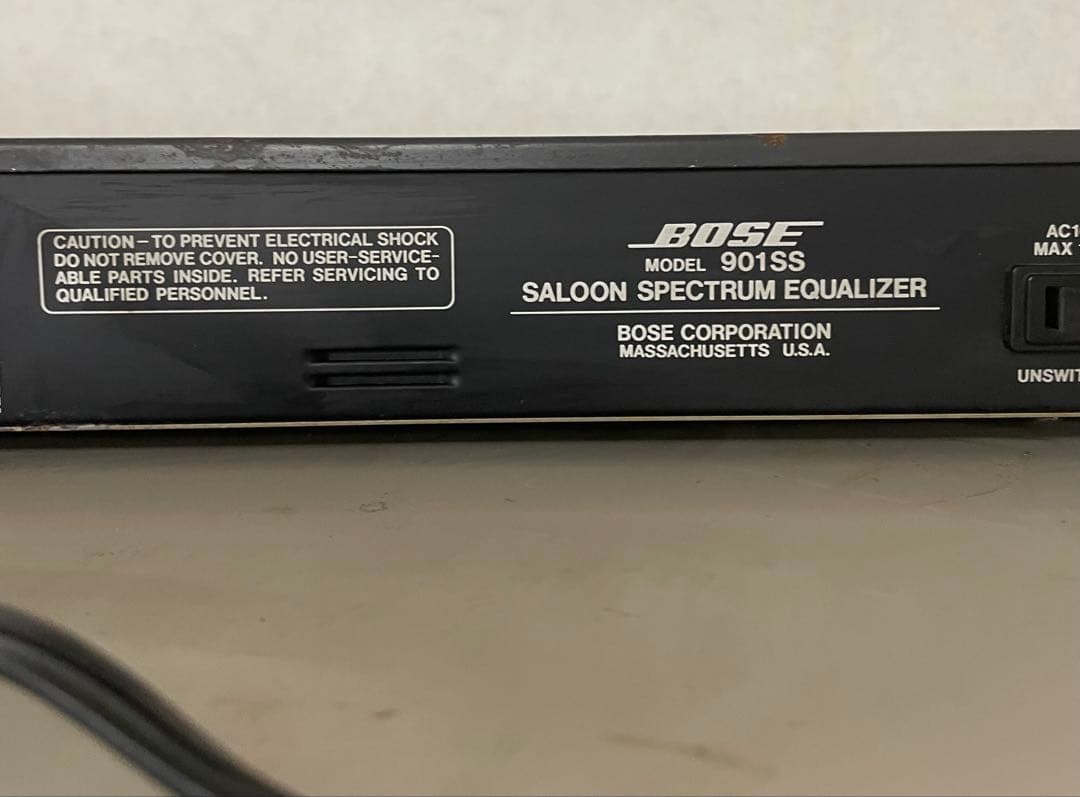 CAUTION–TO PREVENT ELECTRICAL SHOCK
DO NOT REMOVE COVER. NO USER-SERVICE-
ABLE PARTS INSIDE. REFER SERVICING TO
QUALIFIED PERSONNEL.
BOSE
MODEL 901SS
SALOON SPECTRUM EQUALIZER
BOSE CORPORATION
MASSACHUSETTS U.S.A.
MAX